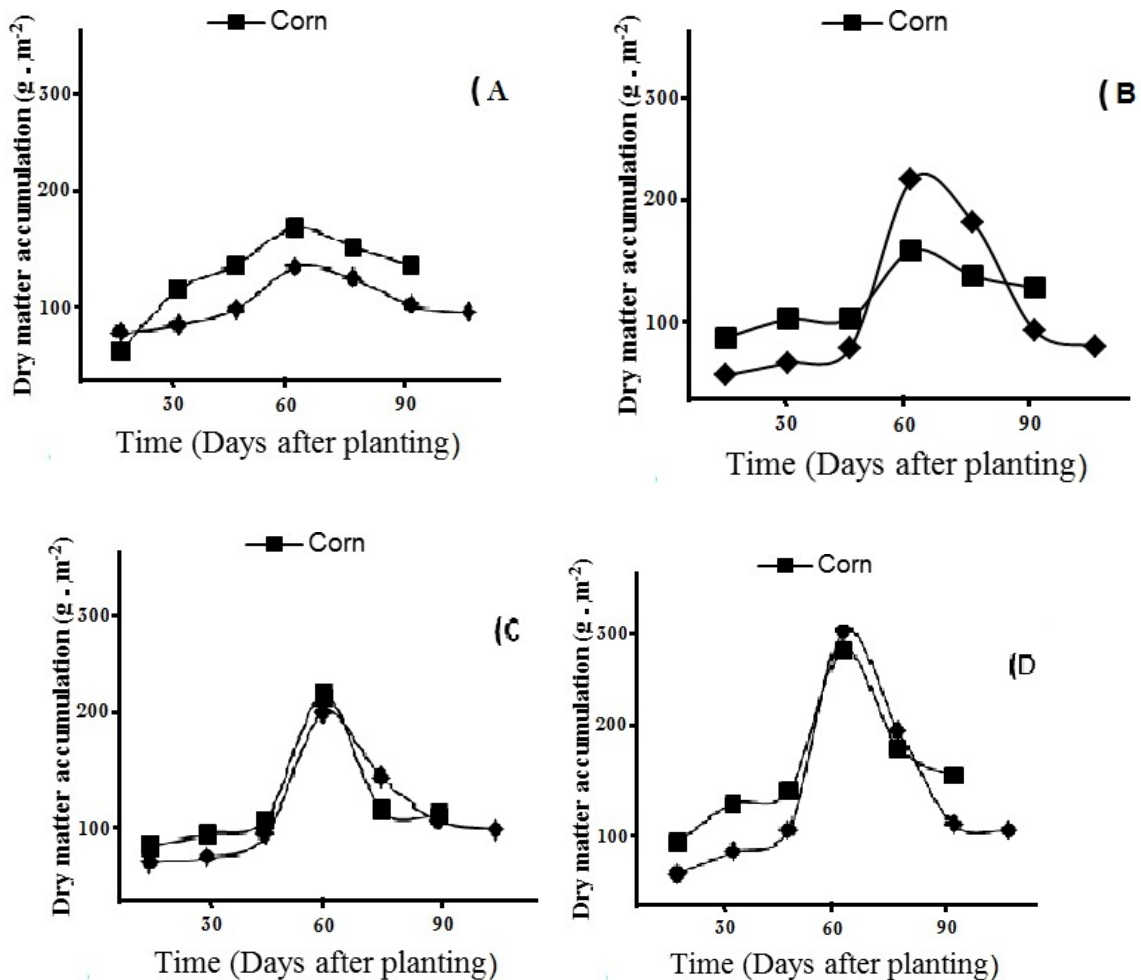 Corn
Dry matter accumulation (g . m⁻²)
300
200
100
(A
30 60 90
Time (Days after planting)
Corn
Dry matter accumulation (g . m⁻²)
300
200
100
(B
30 60 90
Time (Days after planting)
Corn
Dry matter accumulation (g . m⁻²)
300
200
100
(C
30 60 90
Time (Days after planting)
Corn
Dry matter accumulation (g . m⁻²)
300
200
100
(D
30 60 90
Time (Days after planting)